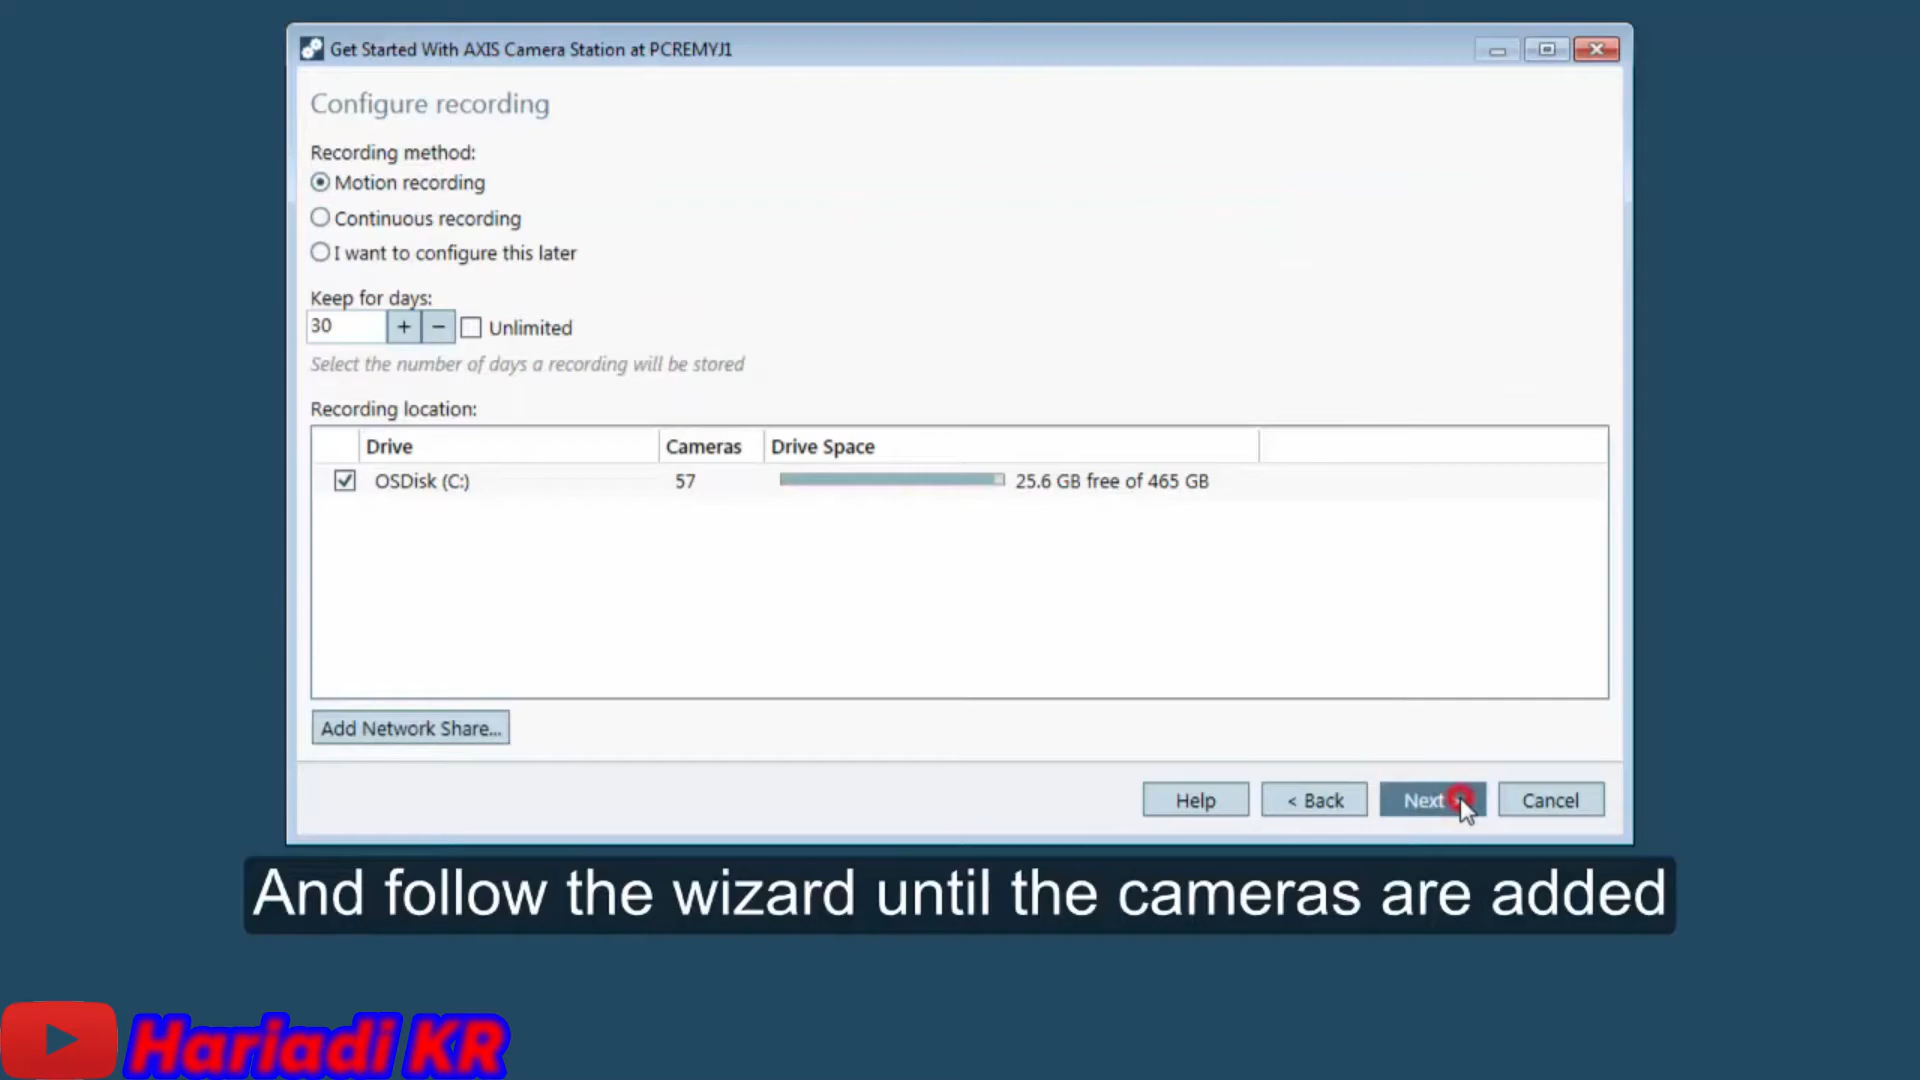 Get Started With AXIS Camera Station at PCREMYJ1
Configure recording
Recording method:
Motion recording
Continuous recording
I want to configure this later
Keep for days:
30 + − Unlimited
Select the number of days a recording will be stored
Recording location:
Drive Cameras Drive Space
OSDisk (C:) 57 25.6 GB free of 465 GB
Add Network Share...
Help < Back Next Cancel
And follow the wizard until the cameras are added
Hariadi KR